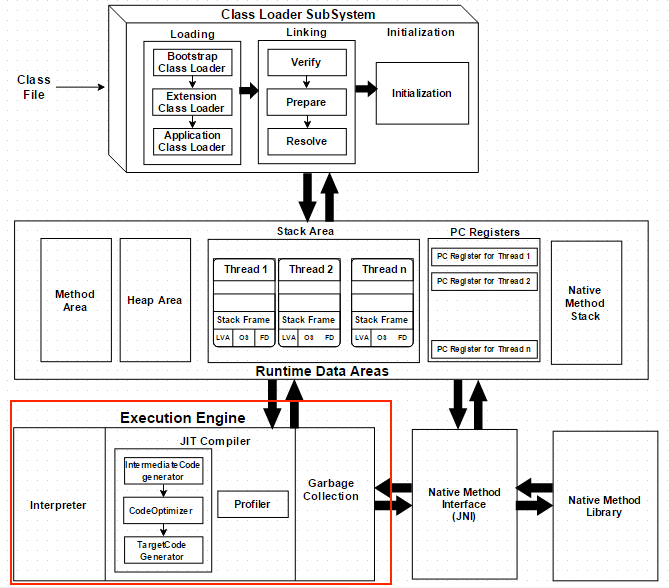 Class Loader SubSystem
Loading
Linking
Initialization
Bootstrap
Class Loader
Extension
Class Loader
Application
Class Loader
Verify
Prepare
Resolve
Initialization
Class
File
Stack Area
PC Registers
Method
Area
Heap Area
Thread 1
Stack Frame
LVA OS FD
Thread 2
Stack Frame
LVA OS FD
Thread n
Stack Frame
LVA OS FD
PC Register for Thread 1
PC Register for Thread 2
PC Register for Thread n
Native
Method
Stack
Runtime Data Areas
Execution Engine
Interpreter
JIT Compiler
IntermediateCode
generator
CodeOptimizer
TargetCode
Generator
Profiler
Garbage
Collection
Native Method
Interface
(JNI)
Native Method
Library